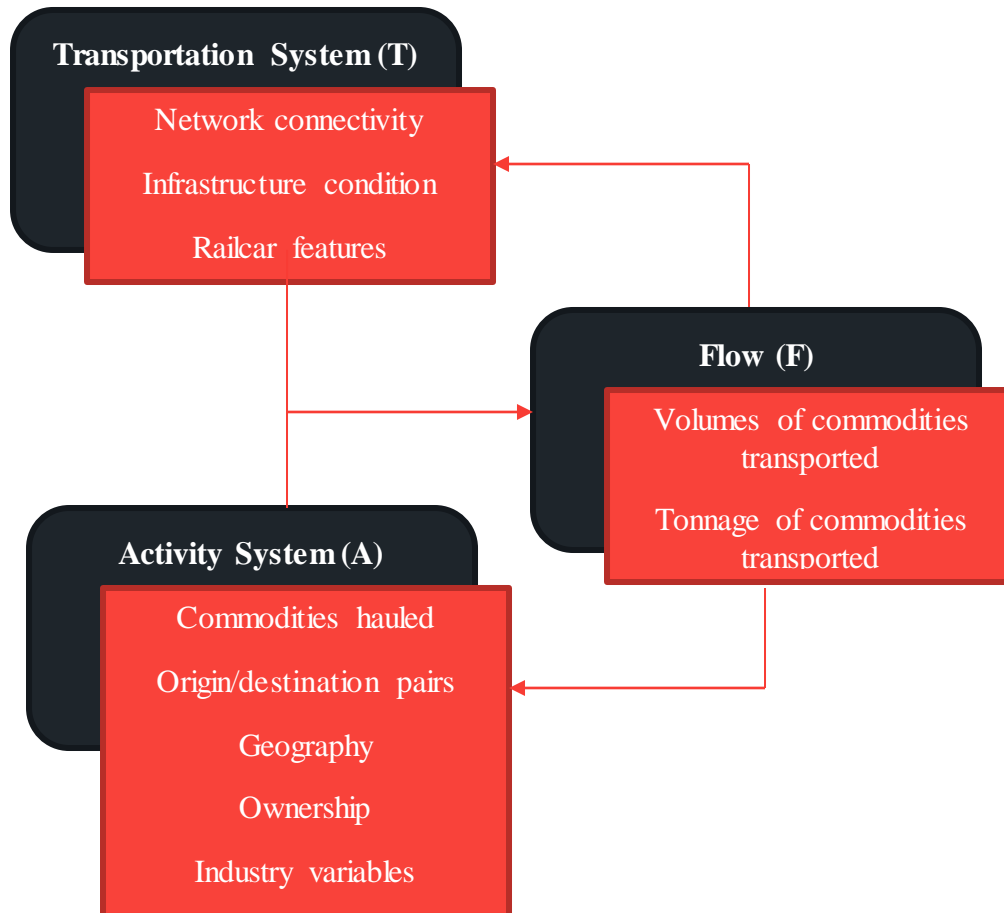 Transportation System (T)
Network connectivity
Infrastructure condition
Railcar features
Flow (F)
Volumes of commodities
transported
Tonnage of commodities
transported
Activity System (A)
Commodities hauled
Origin/destination pairs
Geography
Ownership
Industry variables